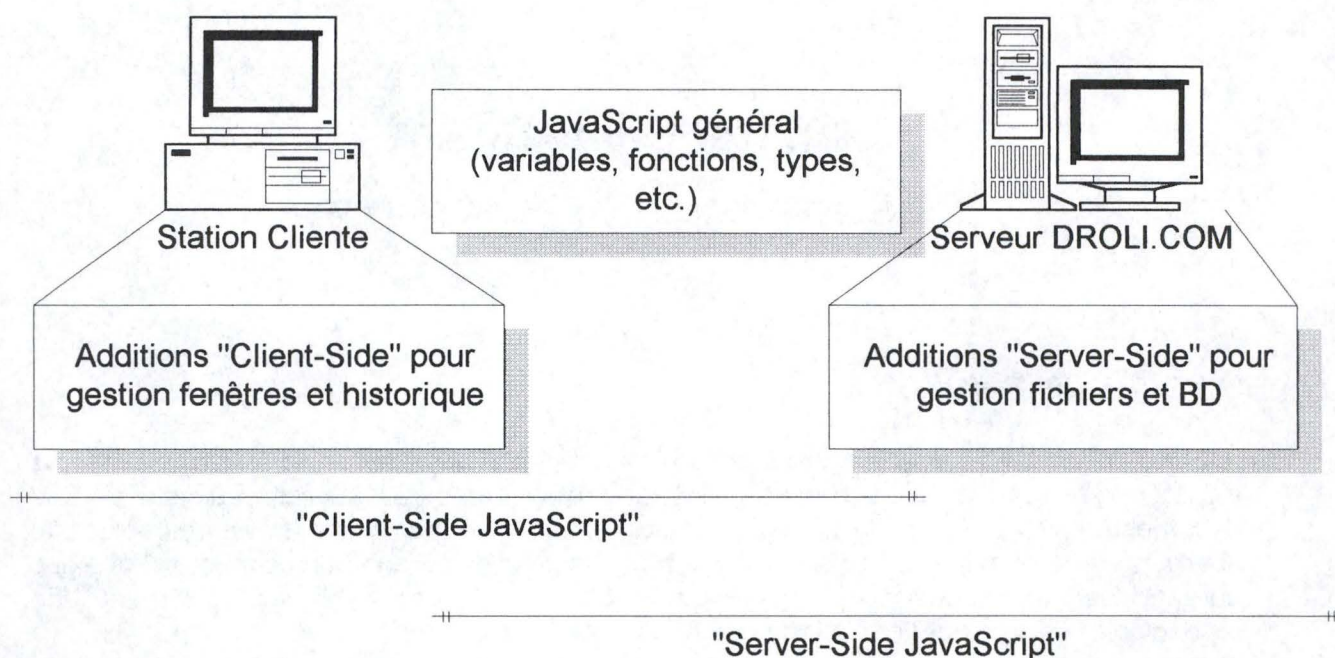 JavaScript général
(variables, fonctions, types,
etc.)
Station Cliente
Serveur DROLI.COM
Additions "Client-Side" pour
gestion fenêtres et historique
Additions "Server-Side" pour
gestion fichiers et BD
"Client-Side JavaScript"
"Server-Side JavaScript"